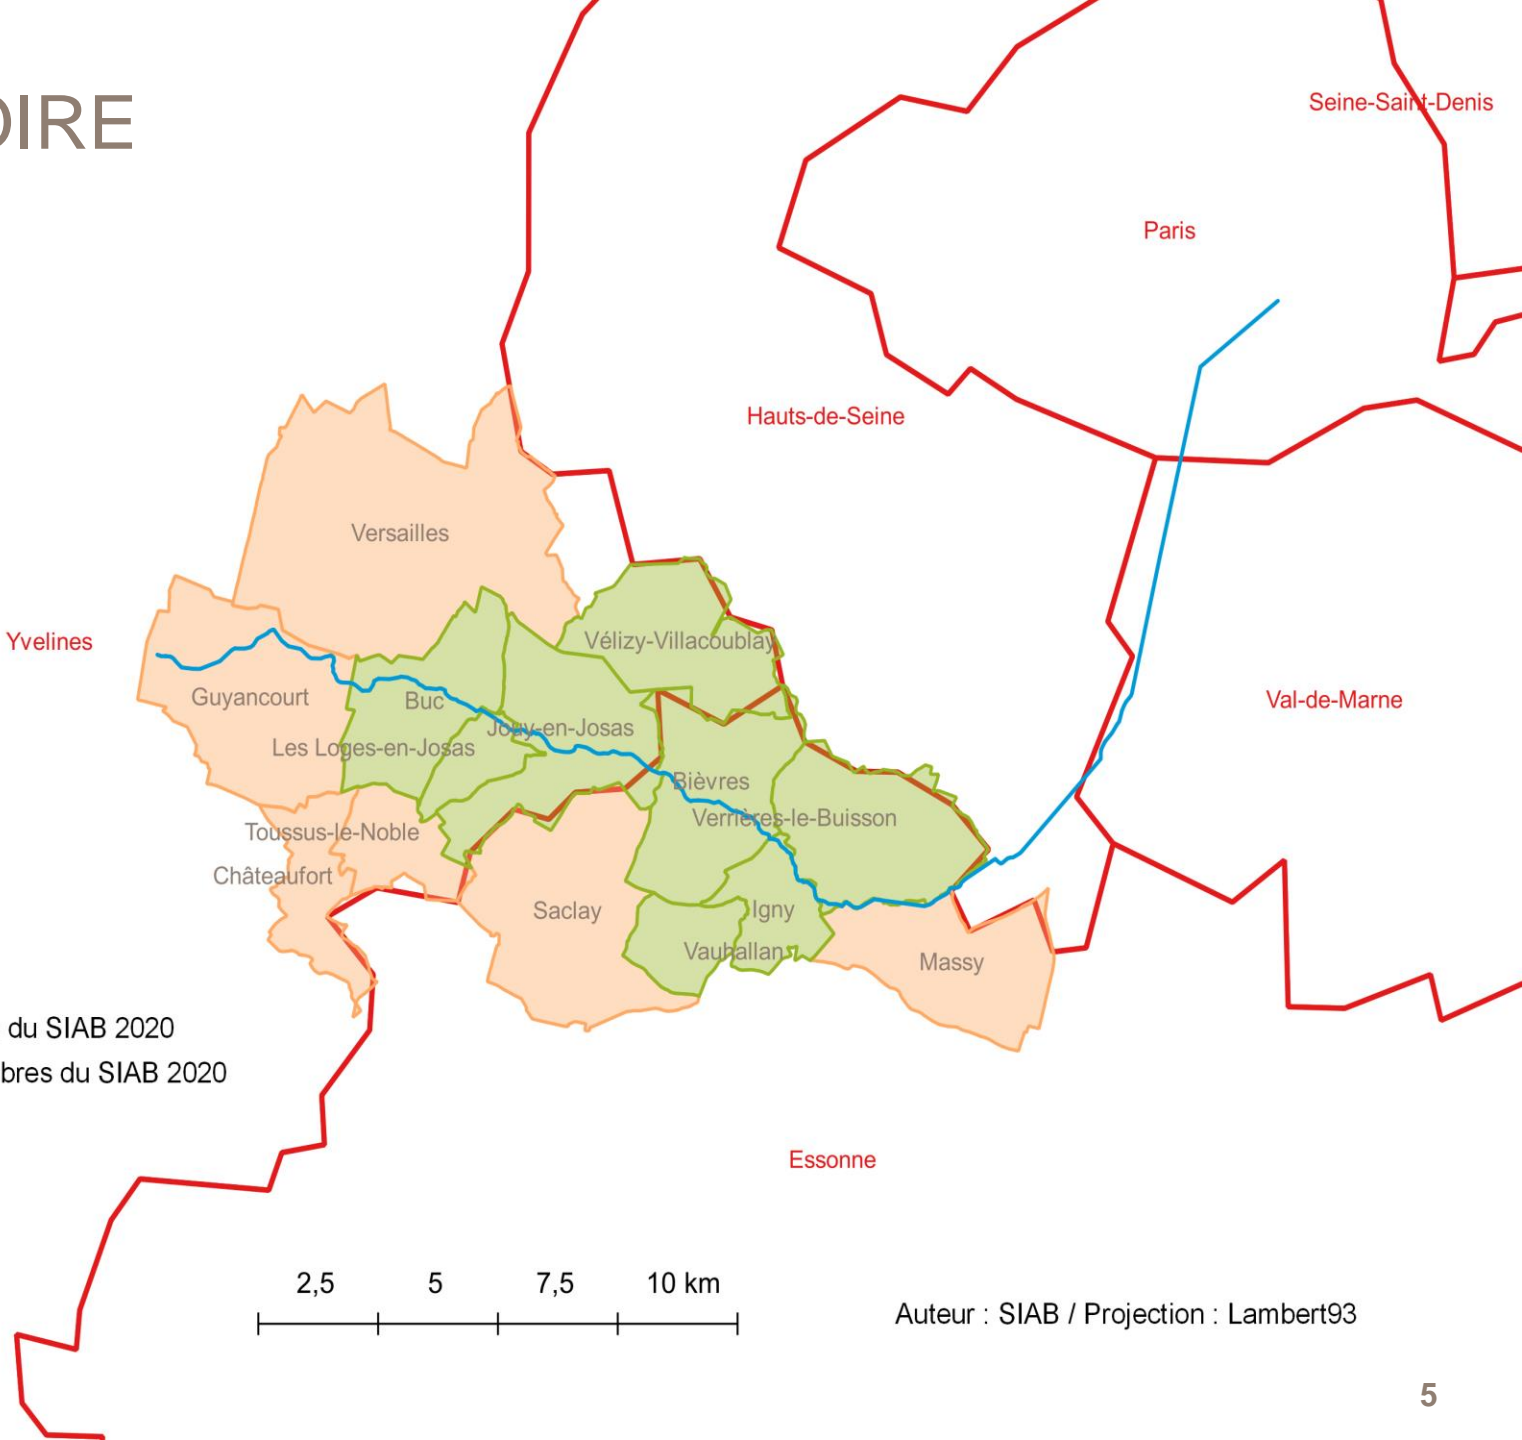 OIRE
Seine-Saint-Denis
Paris
Hauts-de-Seine
Versailles
Yvelines
Vélizy-Villacoublay
Guyancourt
Buc
Val-de-Marne
Jouy-en-Josas
Les Loges-en-Josas
Bièvres
Verrières-le-Buisson
Toussus-le-Noble
Châteaufort
Saclay
Igny
Vauhallan
Massy
du SIAB 2020
bres du SIAB 2020
Essonne
2,5 5 7,5 10 km
Auteur : SIAB / Projection : Lambert93
5